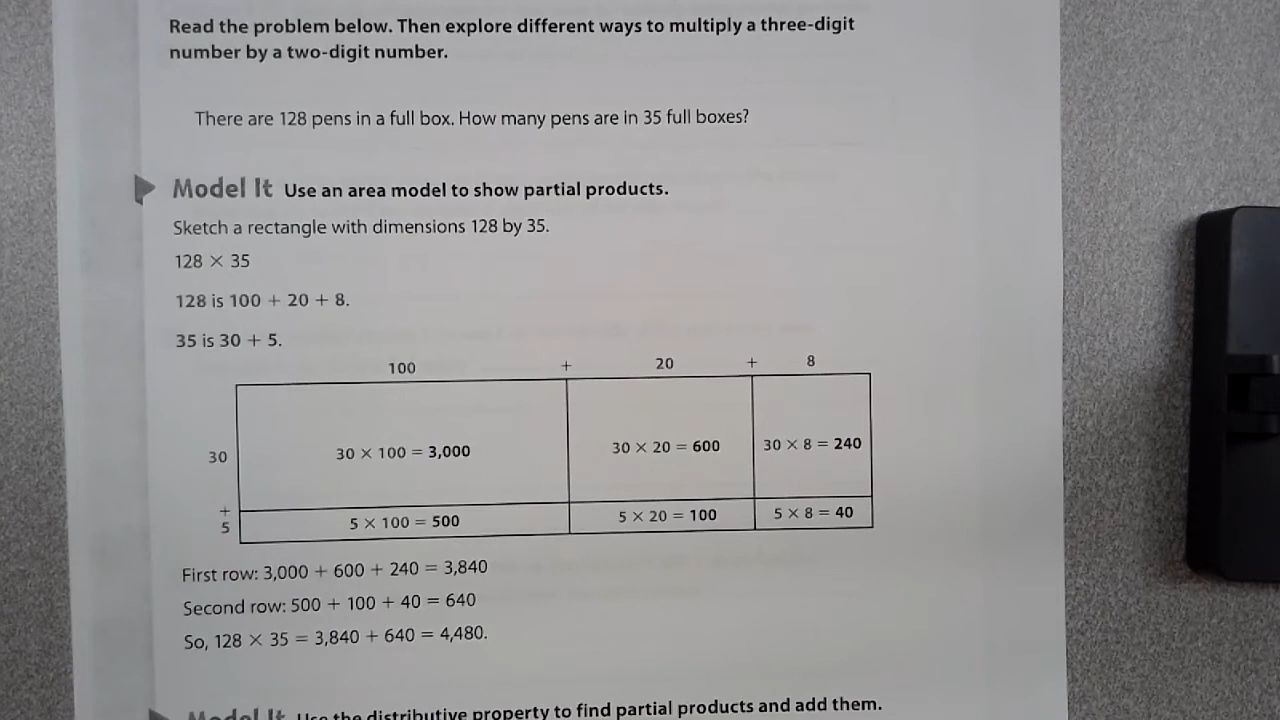 Read the problem below. Then explore different ways to multiply a three-digit
number by a two-digit number.
There are 128 pens in a full box. How many pens are in 35 full boxes?
Model It Use an area model to show partial products.
Sketch a rectangle with dimensions 128 by 35.
128 × 35
128 is 100 + 20 + 8.
35 is 30 + 5.
100 + 20 + 8
30 30 × 100 = 3,000 30 × 20 = 600 30 × 8 = 240
+
5 5 × 100 = 500 5 × 20 = 100 5 × 8 = 40
First row: 3,000 + 600 + 240 = 3,840
Second row: 500 + 100 + 40 = 640
So, 128 × 35 = 3,840 + 640 = 4,480.
Model It Use the distributive property to find partial products and add them.